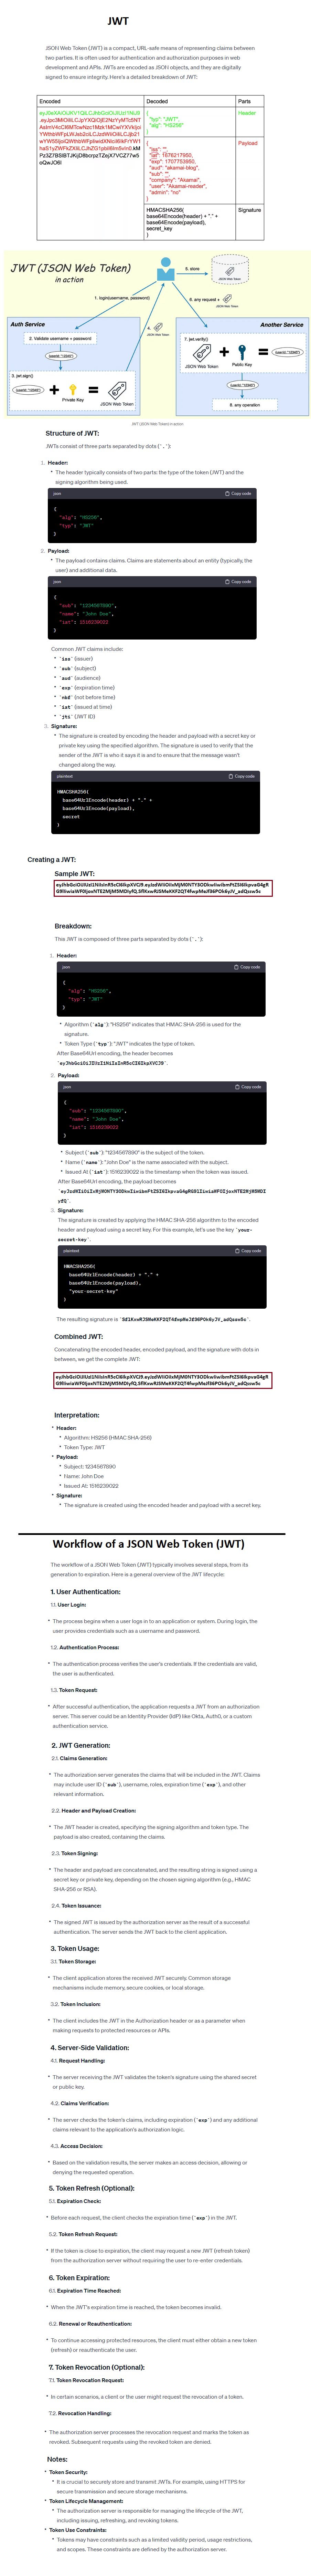 JWT
JSON Web Token (JWT) is a compact, URL-safe means of representing claims between
two parties. It is often used for authentication and authorization purposes in web
development and APIs. JWTs are encoded as JSON objects, and they are digitally
signed to ensure integrity. Here's a detailed breakdown of JWT:
Encoded
Decoded
Parts
{
"typ": "JWT",
"alg": "HS256"
}
Header
{
"iss": "",
"iat": 1676217950,
"exp": 1707753950,
"aud": "akamai-blog",
"sub": "",
"company": "Akamai",
"user": "Akamai-reader",
"admin": "no"
}
Payload
HMACSHA256(
base64Encode(header) + "." +
base64Encode(payload),
secret_key
)
Signature
JWT (JSON Web Token)
in action
5. store
JSON Web Token
1. login(username, password)
6. any request +
JSON Web Token
Auth Service
2. Validate username + password
{userId: "12345"}
3. jwt.sign()
{userId: "12345"}
Private Key
JSON Web Token
4.
JSON Web Token
Another Service
7. jwt.verify()
JSON Web Token
Public Key
{userId: "12345"}
{userId: "12345"}
8. any operation
JWT (JSON Web Token) in action
Structure of JWT:
JWTs consist of three parts separated by dots (`.`):
1. Header:
• The header typically consists of two parts: the type of the token (JWT) and the
signing algorithm being used.
json
Copy code
{
"alg": "HS256",
"typ": "JWT"
}
2. Payload:
• The payload contains claims. Claims are statements about an entity (typically, the
user) and additional data.
json
Copy code
{
"sub": "1234567890",
"name": "John Doe",
"iat": 1516239022
}
Common JWT claims include:
• `iss` (issuer)
• `sub` (subject)
• `aud` (audience)
• `exp` (expiration time)
• `nbf` (not before time)
• `iat` (issued at time)
• `jti` (JWT ID)
3. Signature:
• The signature is created by encoding the header and payload with a secret key or
private key using the specified algorithm. The signature is used to verify that the
sender of the JWT is who it says it is and to ensure that the message wasn't
changed along the way.
plaintext
Copy code
HMACSHA256(
base64UrlEncode(header) + "." +
base64UrlEncode(payload),
secret
)
Creating a JWT:
Sample JWT:
Breakdown:
This JWT is composed of three parts separated by dots (`.`):
1. Header:
json
Copy code
{
"alg": "HS256",
"typ": "JWT"
}
• Algorithm (`alg`): "HS256" indicates that HMAC SHA-256 is used for the
signature.
• Token Type (`typ`): "JWT" indicates the type of token.
After Base64Url encoding, the header becomes
`eyJhbGciOiJIUzI1NiIsInR5cCI6IkpXVCJ9`.
2. Payload:
json
Copy code
{
"sub": "1234567890",
"name": "John Doe",
"iat": 1516239022
}
• Subject (`sub`): "1234567890" is the subject of the token.
• Name (`name`): "John Doe" is the name associated with the subject.
• Issued At (`iat`): 1516239022 is the timestamp when the token was issued.
After Base64Url encoding, the payload becomes
3. Signature:
The signature is created by applying the HMAC SHA-256 algorithm to the encoded
header and payload using a secret key. For this example, let's use the key `your-
secret-key`.
plaintext
Copy code
HMACSHA256(
base64UrlEncode(header) + "." +
base64UrlEncode(payload),
"your-secret-key"
)
The resulting signature is `SflKxwRJSMeKKF2QT4fwpMeJf36POk6yJV_adQssw5c`.
Combined JWT:
Concatenating the encoded header, encoded payload, and the signature with dots in
between, we get the complete JWT:
Interpretation:
• Header:
• Algorithm: HS256 (HMAC SHA-256)
• Token Type: JWT
• Payload:
• Subject: 1234567890
• Name: John Doe
• Issued At: 1516239022
• Signature:
• The signature is created using the encoded header and payload with a secret key.
Workflow of a JSON Web Token (JWT)
The workflow of a JSON Web Token (JWT) typically involves several steps, from its
generation to expiration. Here is a general overview of the JWT lifecycle:
1. User Authentication:
1.1. User Login:
• The process begins when a user logs in to an application or system. During login, the
user provides credentials such as a username and password.
1.2. Authentication Process:
• The authentication process verifies the user's credentials. If the credentials are valid,
the user is authenticated.
1.3. Token Request:
• After successful authentication, the application requests a JWT from an authorization
server. This server could be an Identity Provider (IdP) like Okta, Auth0, or a custom
authentication service.
2. JWT Generation:
2.1. Claims Generation:
• The authorization server generates the claims that will be included in the JWT. Claims
may include user ID (`sub`), username, roles, expiration time (`exp`), and other
relevant information.
2.2. Header and Payload Creation:
• The JWT header is created, specifying the signing algorithm and token type. The
payload is also created, containing the claims.
2.3. Token Signing:
• The header and payload are concatenated, and the resulting string is signed using a
secret key or private key, depending on the chosen signing algorithm (e.g., HMAC
SHA-256 or RSA).
2.4. Token Issuance:
• The signed JWT is issued by the authorization server as the result of a successful
authentication. The server sends the JWT back to the client application.
3. Token Usage:
3.1. Token Storage:
• The client application stores the received JWT securely. Common storage
mechanisms include memory, secure cookies, or local storage.
3.2. Token Inclusion:
• The client includes the JWT in the Authorization header or as a parameter when
making requests to protected resources or APIs.
4. Server-Side Validation:
4.1. Request Handling:
• The server receiving the JWT validates the token's signature using the shared secret
or public key.
4.2. Claims Verification:
• The server checks the token's claims, including expiration (`exp`) and any additional
claims relevant to the application's authorization logic.
4.3. Access Decision:
• Based on the validation results, the server makes an access decision, allowing or
denying the requested operation.
5. Token Refresh (Optional):
5.1. Expiration Check:
• Before each request, the client checks the expiration time (`exp`) in the JWT.
5.2. Token Refresh Request:
• If the token is close to expiration, the client may request a new JWT (refresh token)
from the authorization server without requiring the user to re-enter credentials.
6. Token Expiration:
6.1. Expiration Time Reached:
• When the JWT's expiration time is reached, the token becomes invalid.
6.2. Renewal or Reauthentication:
• To continue accessing protected resources, the client must either obtain a new token
(refresh) or reauthenticate the user.
7. Token Revocation (Optional):
7.1. Token Revocation Request:
• In certain scenarios, a client or the user might request the revocation of a token.
7.2. Revocation Handling:
• The authorization server processes the revocation request and marks the token as
revoked. Subsequent requests using the revoked token are denied.
Notes:
• Token Security:
• It is crucial to securely store and transmit JWTs. For example, using HTTPS for
secure transmission and secure storage mechanisms.
• Token Lifecycle Management:
• The authorization server is responsible for managing the lifecycle of the JWT,
including issuing, refreshing, and revoking tokens.
• Token Use Constraints:
• Tokens may have constraints such as a limited validity period, usage restrictions,
and scopes. These constraints are defined by the authorization server.